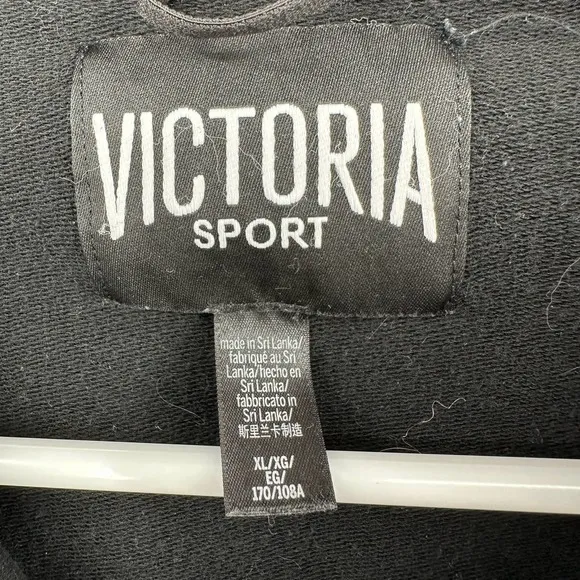 VICTORIA
SPORT
made in Sri Lanka/
fabriqué au Sri
Lanka/hecho en
Sri Lanka/
fabbricato in
Sri Lanka/
斯里兰卡制造
XL/XG/
EG/
170/108A